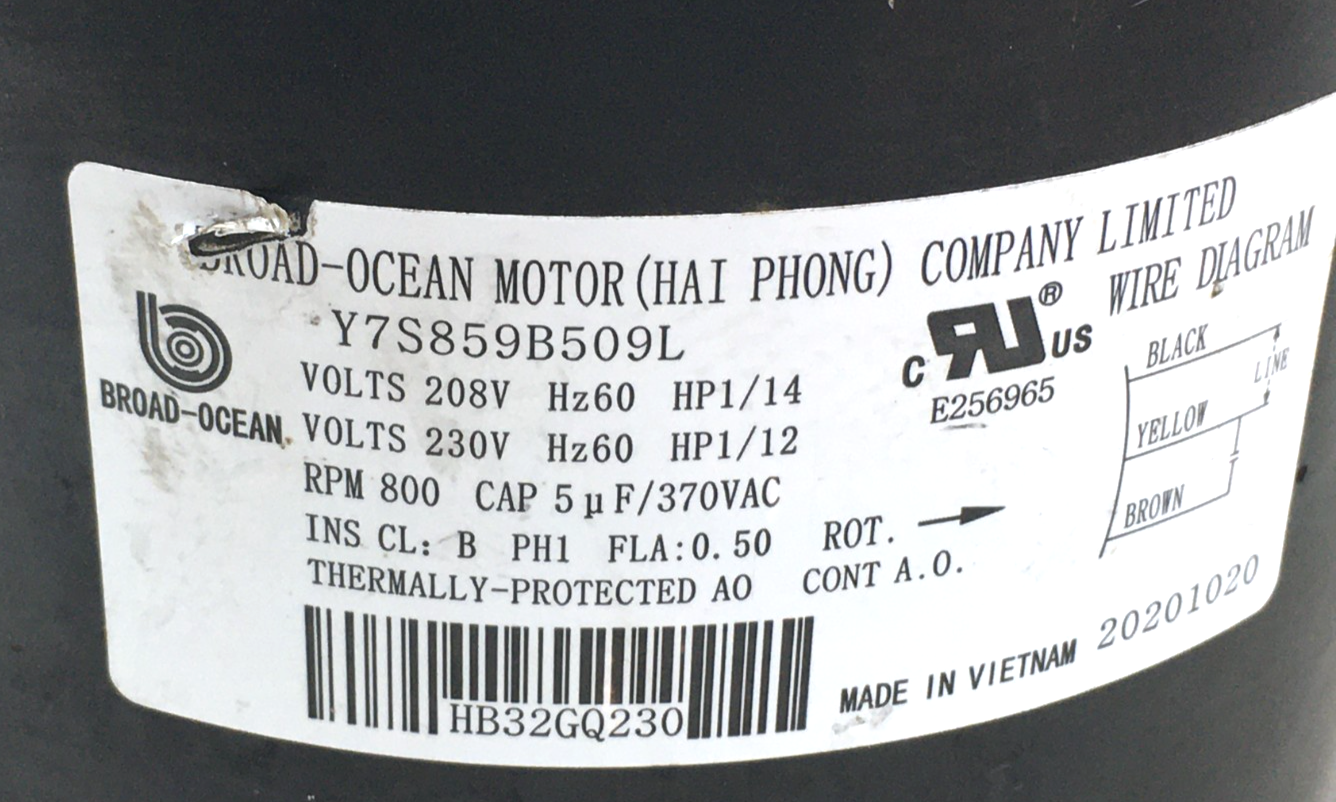 BROAD-OCEAN MOTOR(HAI PHONG) COMPANY LIMITED
Y7S859B509L
BROAD-OCEAN
VOLTS 208V Hz60 HP1/14
VOLTS 230V Hz60 HP1/12
RPM 800 CAP 5μF/370VAC
INS CL: B PH1 FLA:0.50 ROT.
THERMALLY-PROTECTED AO CONT A.O.
HB32GQ230
C RU® US
E256965
WIRE DIAGRAM
BLACK
LINE
YELLOW
BROWN
MADE IN VIETNAM 20201020